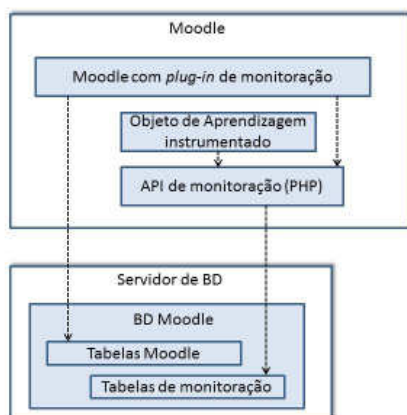 Moodle
Moodle com plug-in de monitoração
Objeto de Aprendizagem
instrumentado
API de monitoração (PHP)
Servidor de BD
BD Moodle
Tabelas Moodle
Tabelas de monitoração